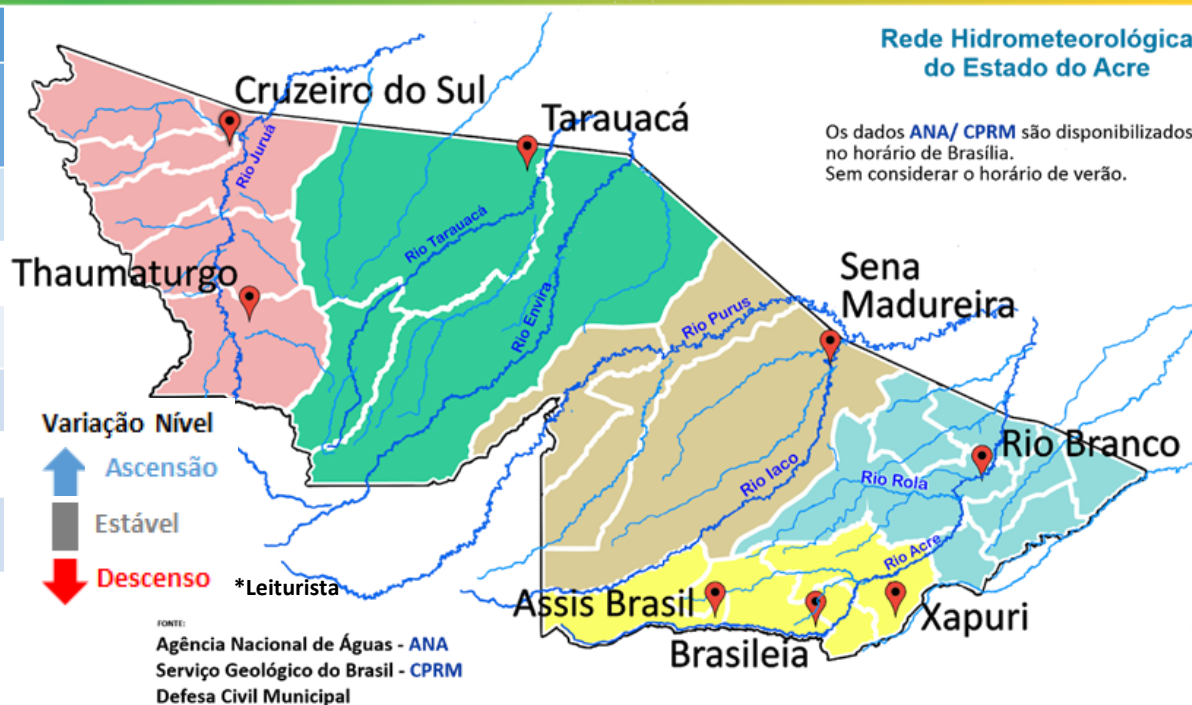 Rede Hidrometeorológica
do Estado do Acre
Os dados ANA/ CPRM são disponibilizados
no horário de Brasília.
Sem considerar o horário de verão.
Cruzeiro do Sul
Tarauacá
Rio Juruá
Rio Tarauacá
Thaumaturgo
Rio Envira
Sena
Madureira
Rio Purus
Variação Nível
Ascensão
Estável
Descenso
*Leiturista
Rio Branco
Rio Iaco
Rio Rola
Rio Acre
Assis Brasil
Brasileia
Xapuri
FONTE:
Agência Nacional de Águas - ANA
Serviço Geológico do Brasil - CPRM
Defesa Civil Municipal